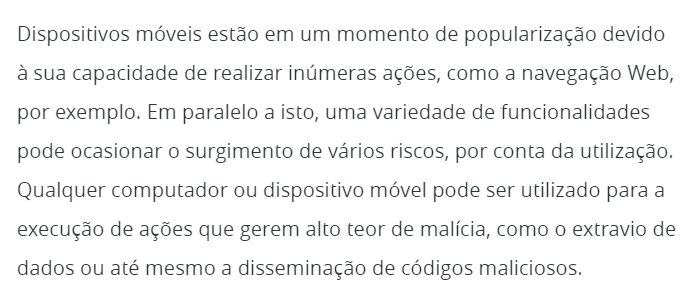 Dispositivos móveis estão em um momento de popularização devido
à sua capacidade de realizar inúmeras ações, como a navegação Web,
por exemplo. Em paralelo a isto, uma variedade de funcionalidades
pode ocasionar o surgimento de vários riscos, por conta da utilização.
Qualquer computador ou dispositivo móvel pode ser utilizado para a
execução de ações que gerem alto teor de malícia, como o extravio de
dados ou até mesmo a disseminação de códigos maliciosos.